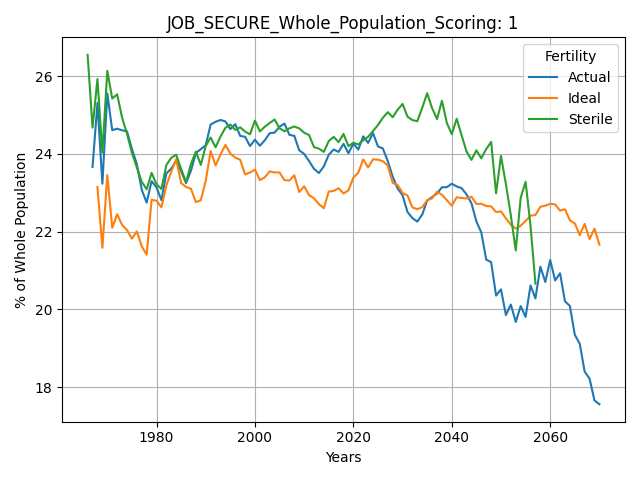 JOB_SECURE_Whole_Population_Scoring: 1
Fertility
Actual
Ideal
Sterile
% of Whole Population
26
24
22
20
18
1980
2000
2020
2040
2060
Years